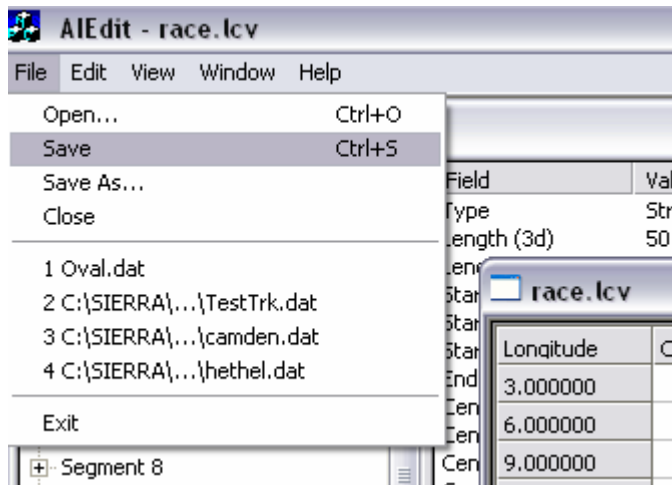 AIEdit - race.lcv
File Edit View Window Help
Open... Ctrl+O
Save Ctrl+S
Save As...
Close
1 Oval.dat
2 C:\SIERRA\...\TestTrk.dat
3 C:\SIERRA\...\camden.dat
4 C:\SIERRA\...\hethel.dat
Exit
Segment 8
Field
Type
Length (3d) 50
race.lcv
Longitude
3.000000
6.000000
9.000000